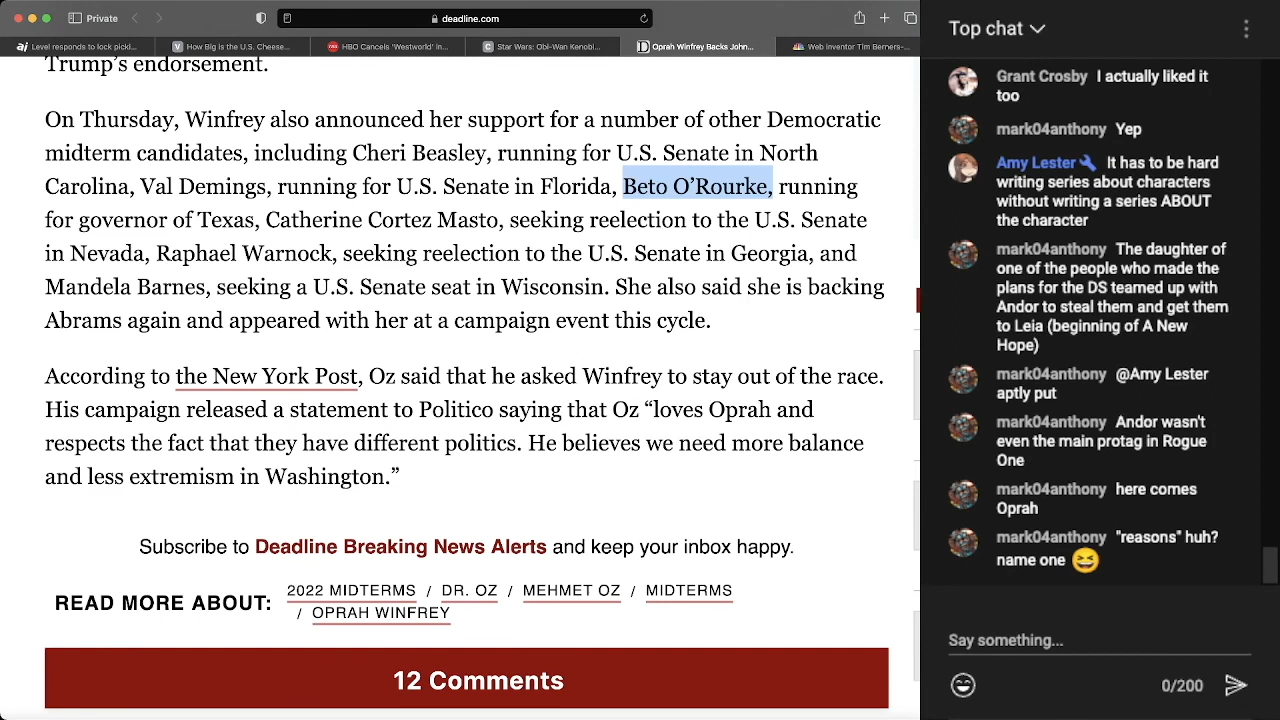 Private
deadline.com
Level responds to lock pickl...
How Big is the U.S. Cheese...
HBO Cancels 'Westworld' in...
Star Wars: Obi-Wan Kenobi...
Oprah Winfrey Backs John...
Web inventor Tim Berners-...
Trump's endorsement.
On Thursday, Winfrey also announced her support for a number of other Democratic
midterm candidates, including Cheri Beasley, running for U.S. Senate in North
Carolina, Val Demings, running for U.S. Senate in Florida, Beto O'Rourke, running
for governor of Texas, Catherine Cortez Masto, seeking reelection to the U.S. Senate
in Nevada, Raphael Warnock, seeking reelection to the U.S. Senate in Georgia, and
Mandela Barnes, seeking a U.S. Senate seat in Wisconsin. She also said she is backing
Abrams again and appeared with her at a campaign event this cycle.
According to the New York Post, Oz said that he asked Winfrey to stay out of the race.
His campaign released a statement to Politico saying that Oz “loves Oprah and
respects the fact that they have different politics. He believes we need more balance
and less extremism in Washington.”
Subscribe to Deadline Breaking News Alerts and keep your inbox happy.
READ MORE ABOUT: 2022 MIDTERMS / DR. OZ / MEHMET OZ / MIDTERMS
/ OPRAH WINFREY
12 Comments
Top chat
Grant Crosby I actually liked it
too
mark04anthony Yep
Amy Lester It has to be hard
writing series about characters
without writing a series ABOUT
the character
mark04anthony The daughter of
one of the people who made the
plans for the DS teamed up with
Andor to steal them and get them
to Leia (beginning of A New
Hope)
mark04anthony @Amy Lester
aptly put
mark04anthony Andor wasn't
even the main protag in Rogue
One
mark04anthony here comes
Oprah
mark04anthony "reasons" huh?
name one 😆
Say something...
0/200